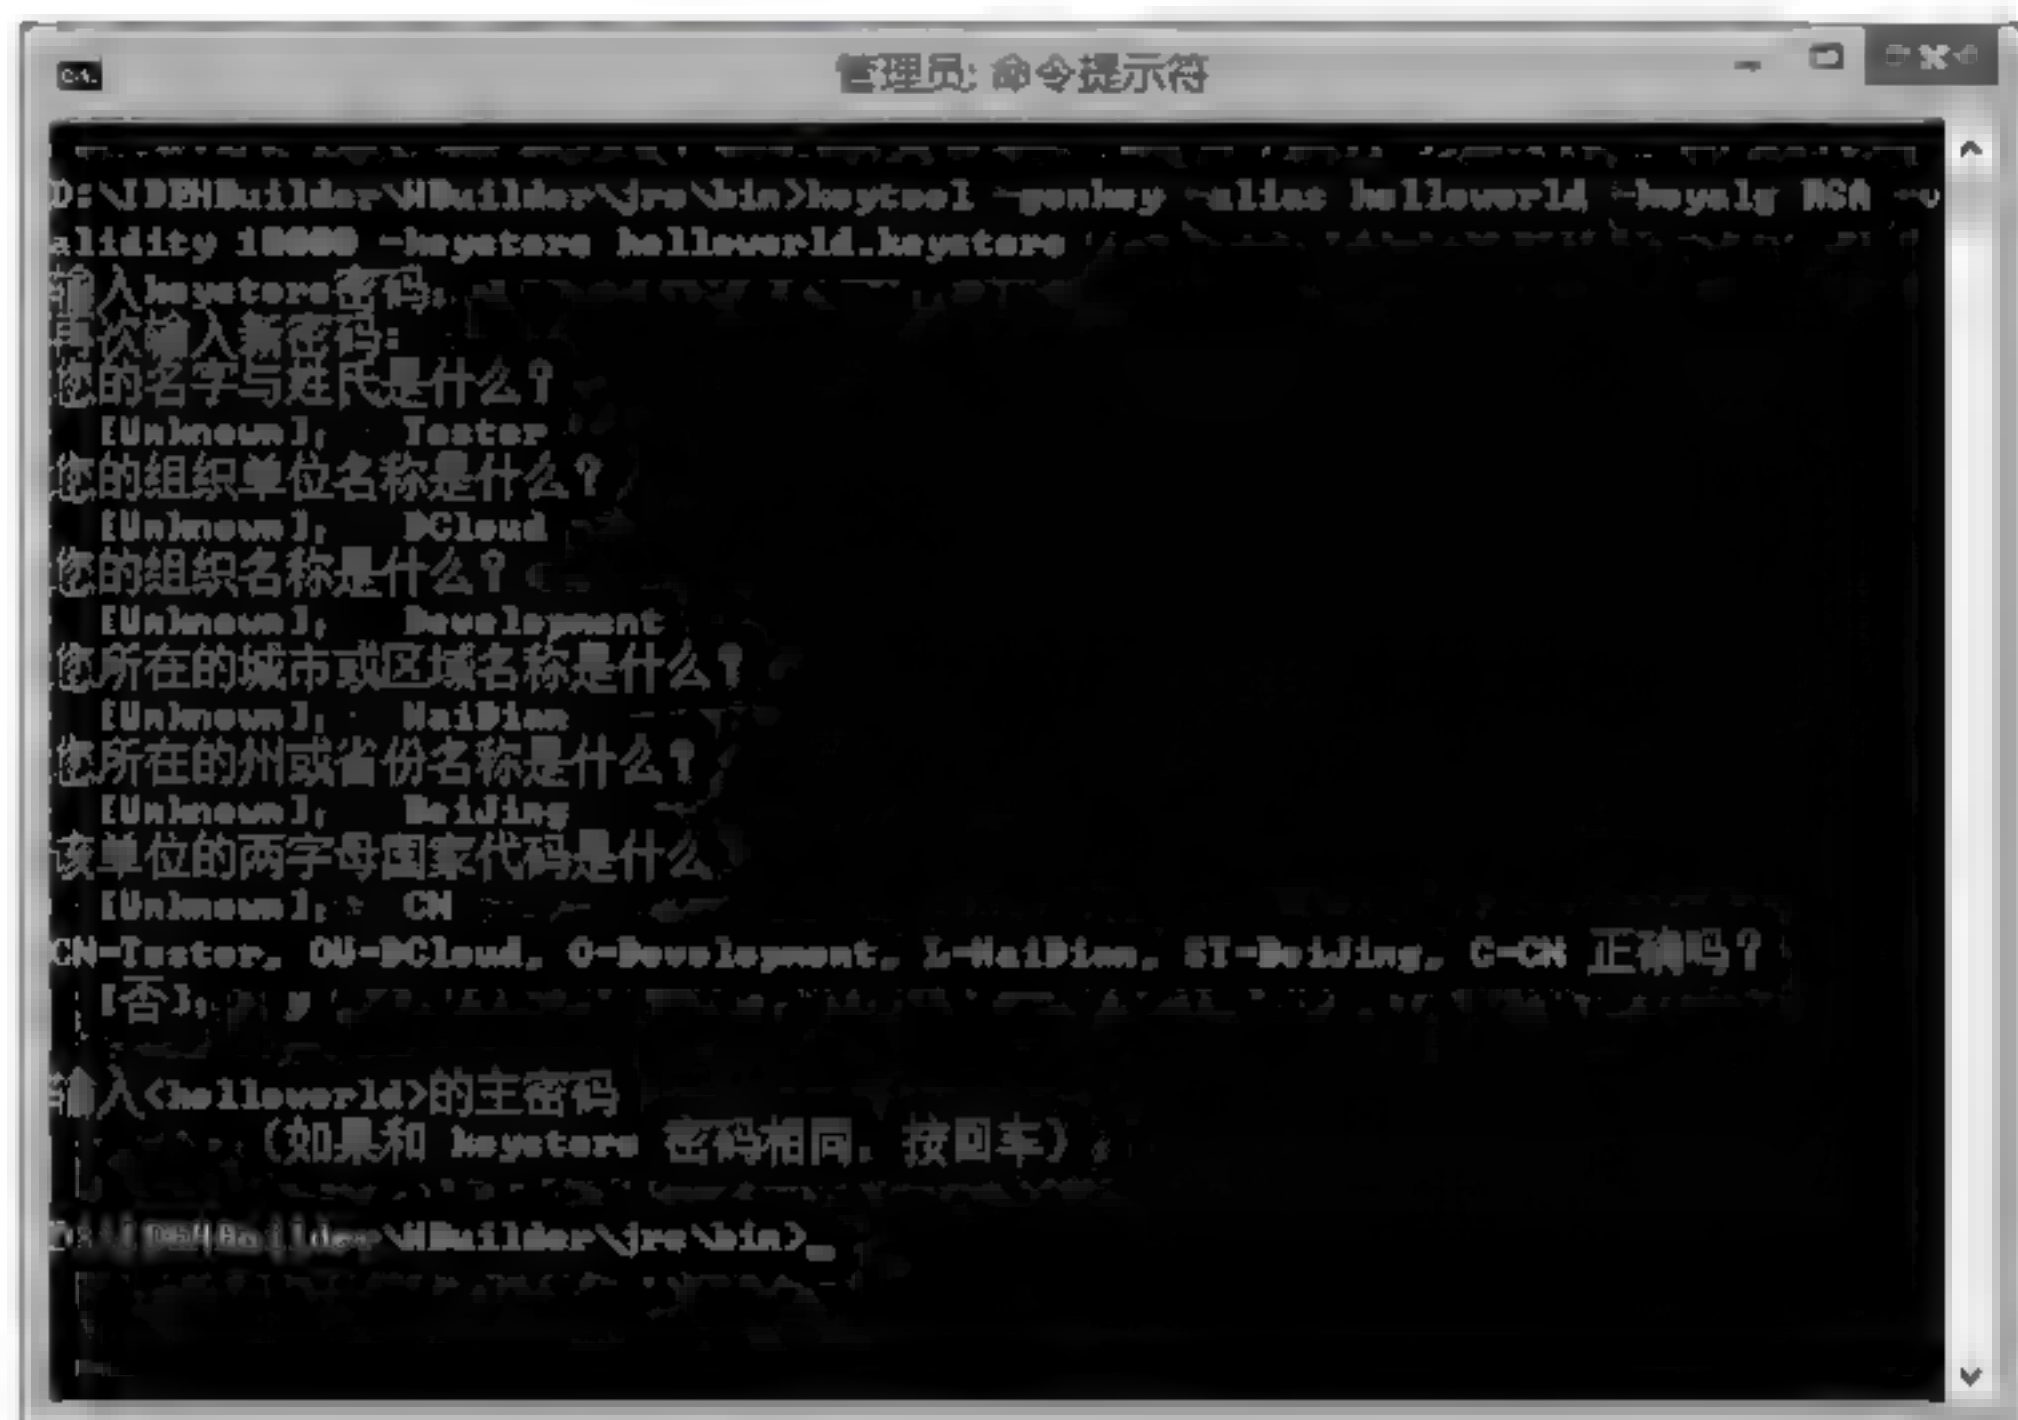 管理员: 命令提示符
D:\IDEHBuilder\HBuilder\jre\bin>keytool -genkey -alias helloworld -keyalg RSA -v
alidity 10000 -keystore helloworld.keystore
输入keystore密码:
再次输入新密码:
您的名字与姓氏是什么?
[Unknown]: Tester
您的组织单位名称是什么?
[Unknown]: DCloud
您的组织名称是什么?
[Unknown]: Development
您所在的城市或区域名称是什么?
[Unknown]: HaiDian
您所在的州或省份名称是什么?
[Unknown]: BeiJing
该单位的两字母国家代码是什么
[Unknown]: CN
CN=Tester, OU=DCloud, O=Development, L=HaiDian, ST=BeiJing, C=CN 正确吗?
[否]: y
输入<helloworld>的主密码
(如果和 keystore 密码相同, 按回车):
D:\IDEHBuilder\HBuilder\jre\bin>_